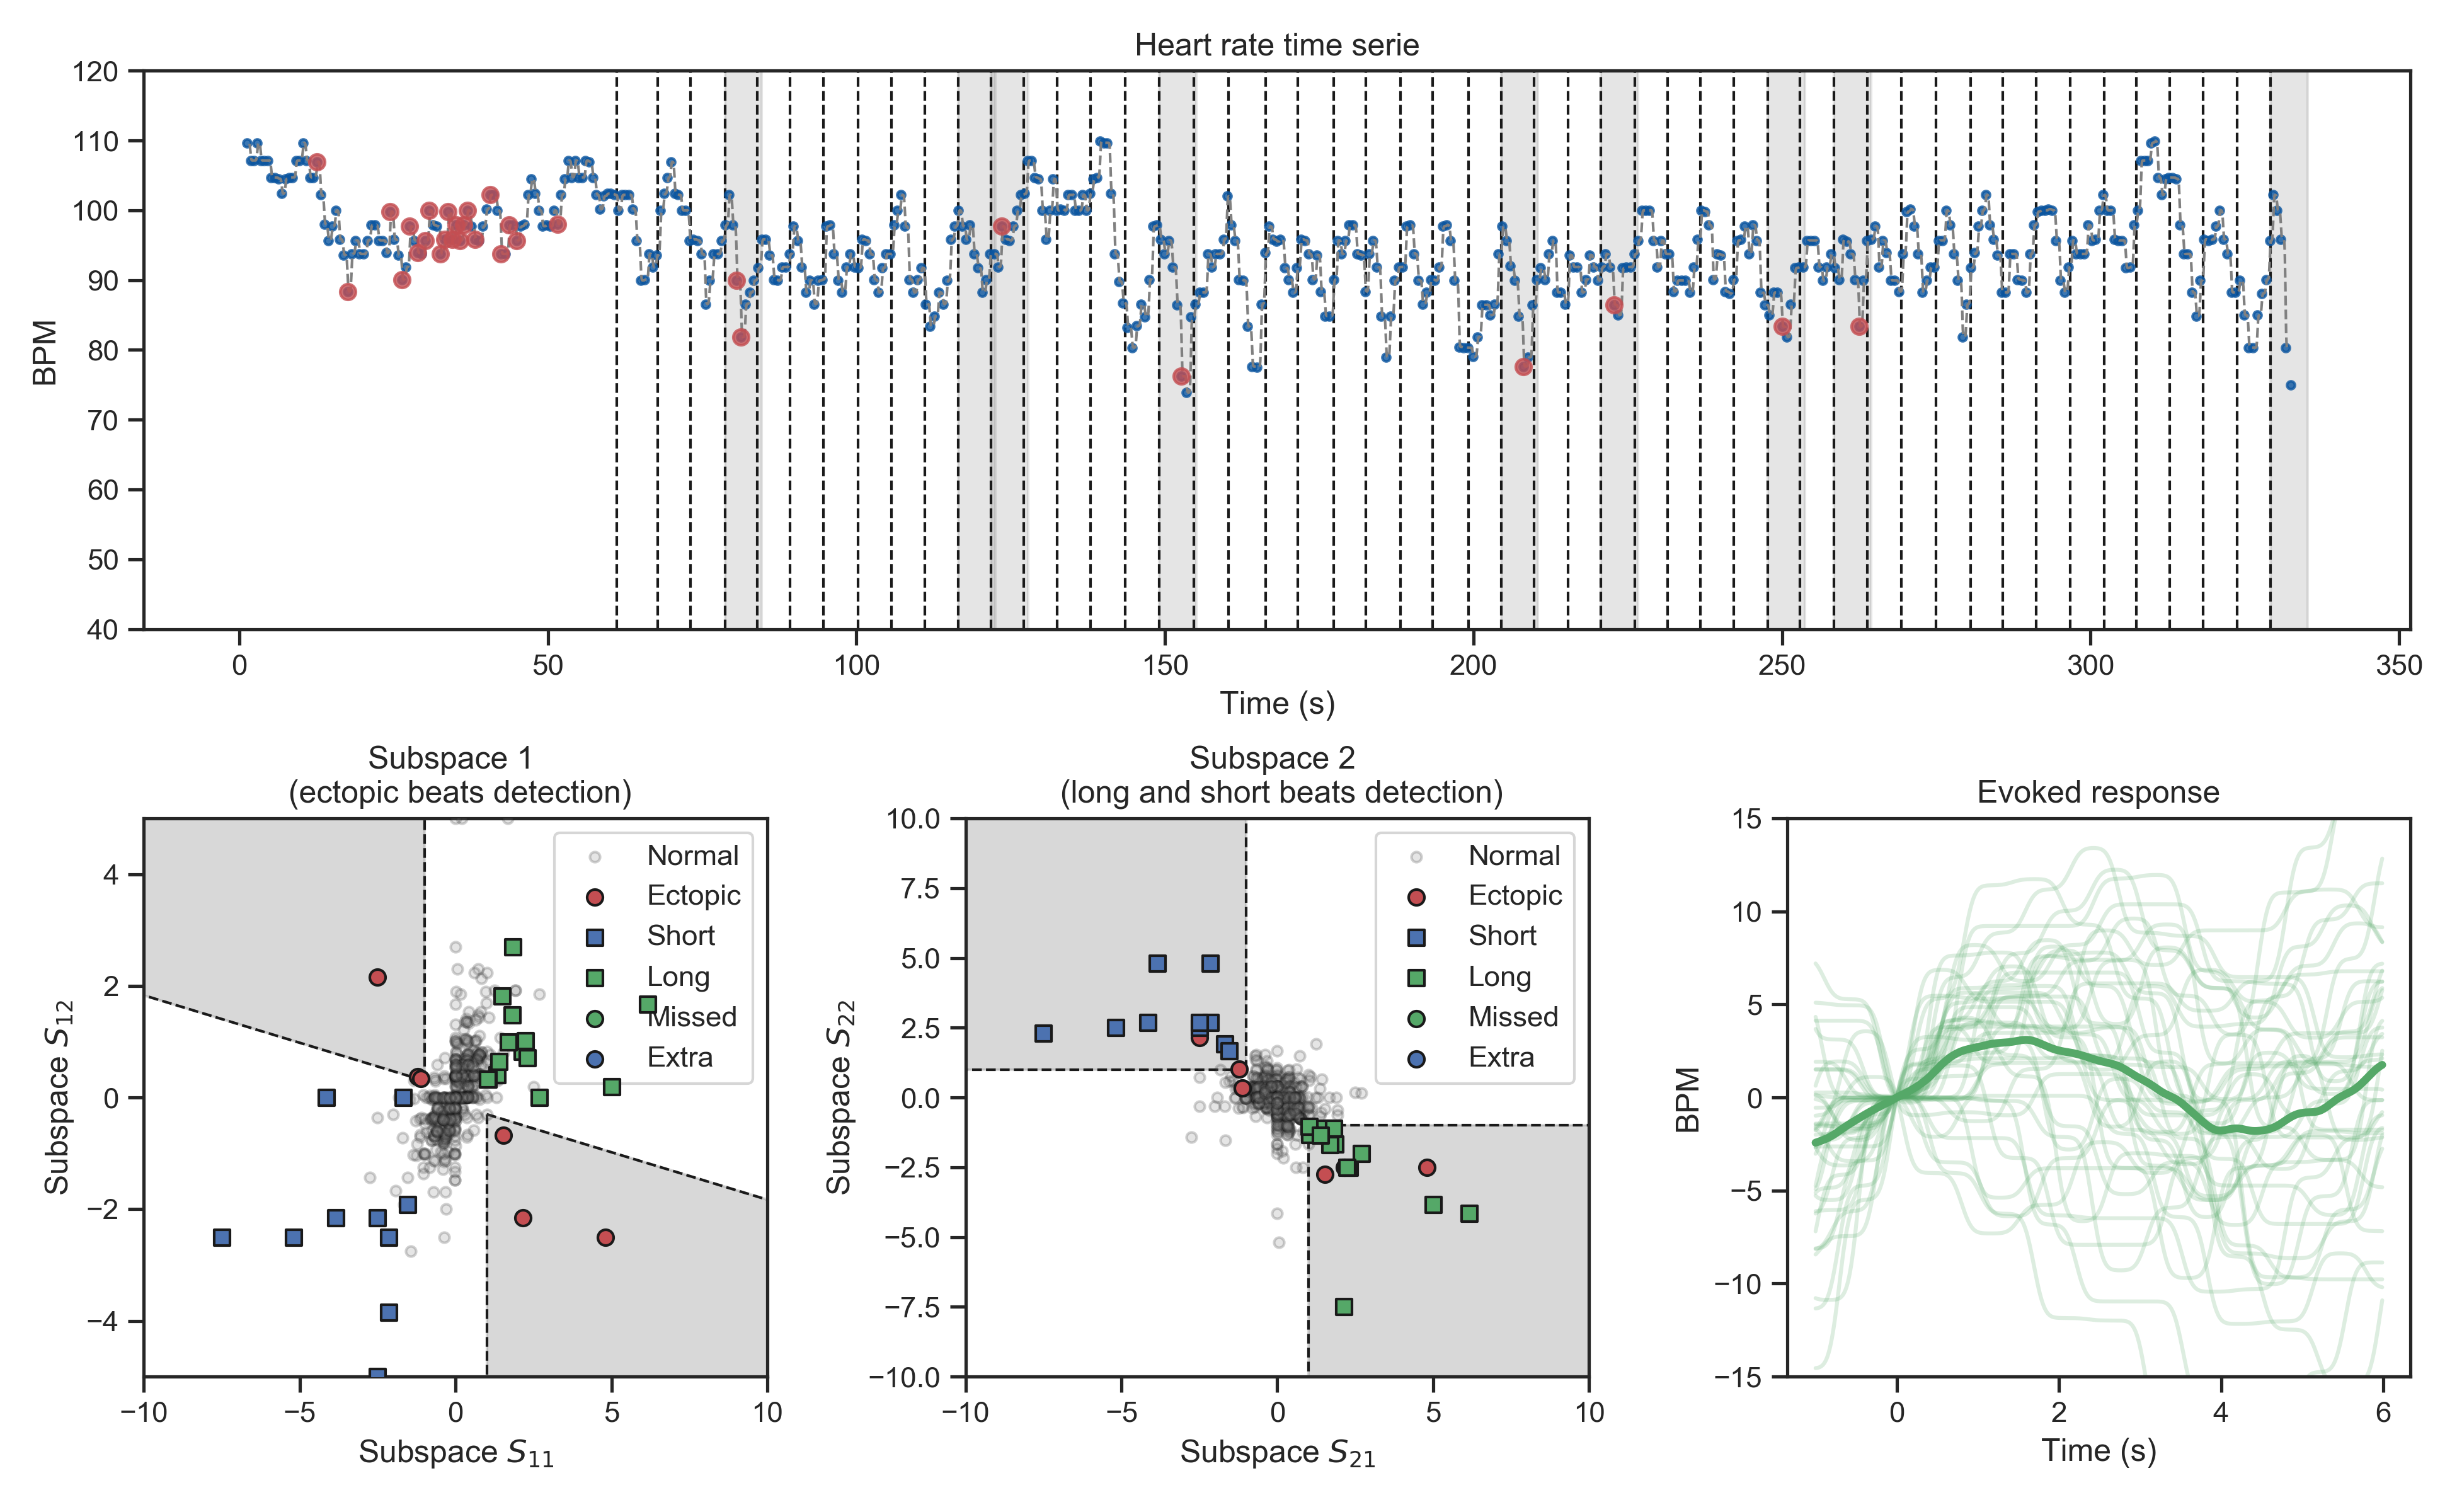 Heart rate time serie
120
110
100
90
80
70
60
50
40
BPM
0 50 100 150 200 250 300 350
Time (s)
Subspace 1
(ectopic beats detection)
4
2
0
−2
−4
Subspace S12
Normal
Ectopic
Short
Long
Missed
Extra
−10 −5 0 5 10
Subspace S11
Subspace 2
(long and short beats detection)
10.0
7.5
5.0
2.5
0.0
−2.5
−5.0
−7.5
−10.0
Subspace S22
Normal
Ectopic
Short
Long
Missed
Extra
−10 −5 0 5 10
Subspace S21
Evoked response
15
10
5
0
−5
−10
−15
BPM
0 2 4 6
Time (s)